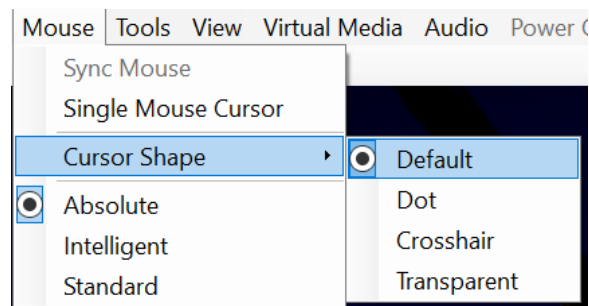 Mouse Tools View Virtual Media Audio Power
Sync Mouse
Single Mouse Cursor
Cursor Shape
Default
Absolute
Dot
Intelligent
Crosshair
Standard
Transparent